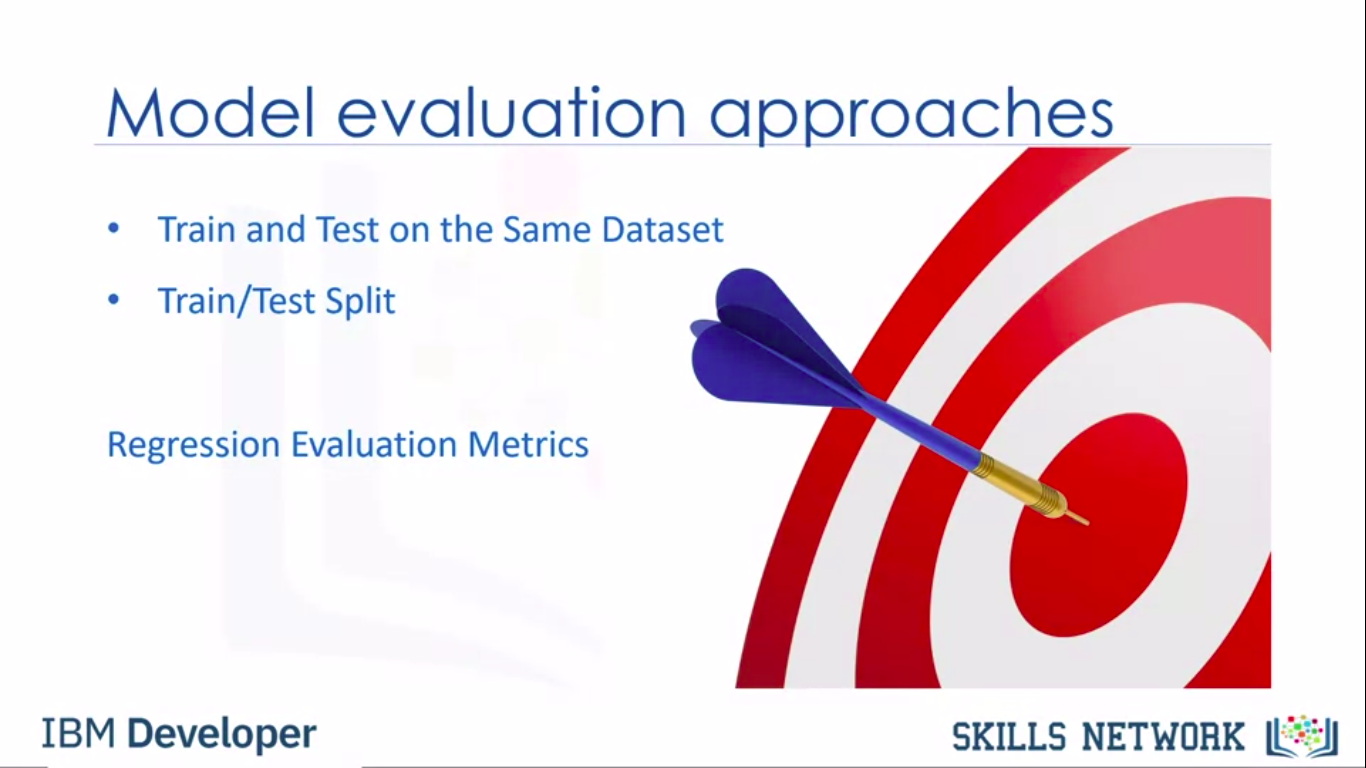 Model evaluation approaches
• Train and Test on the Same Dataset
• Train/Test Split
Regression Evaluation Metrics
IBM Developer
SKILLS NETWORK